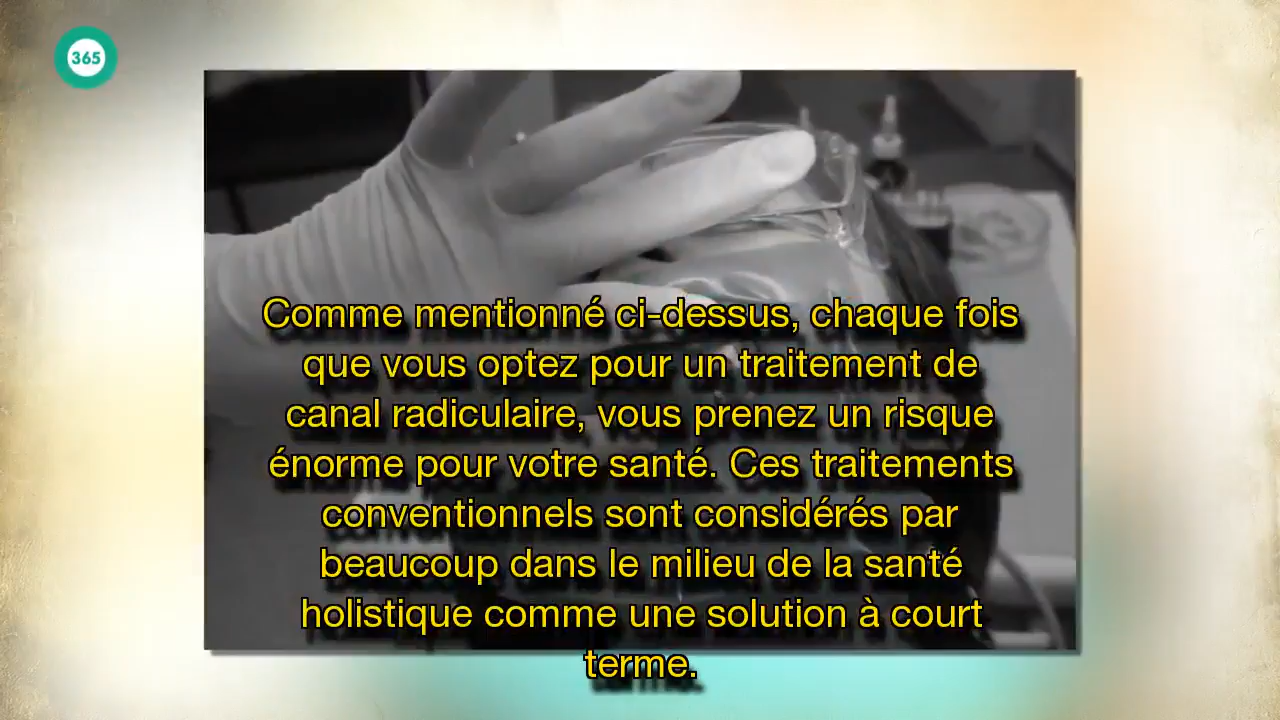 365
Comme mentionné ci-dessus, chaque fois
que vous optez pour un traitement de
canal radiculaire, vous prenez un risque
énorme pour votre santé. Ces traitements
conventionnels sont considérés par
beaucoup dans le milieu de la santé
holistique comme une solution à court
terme.